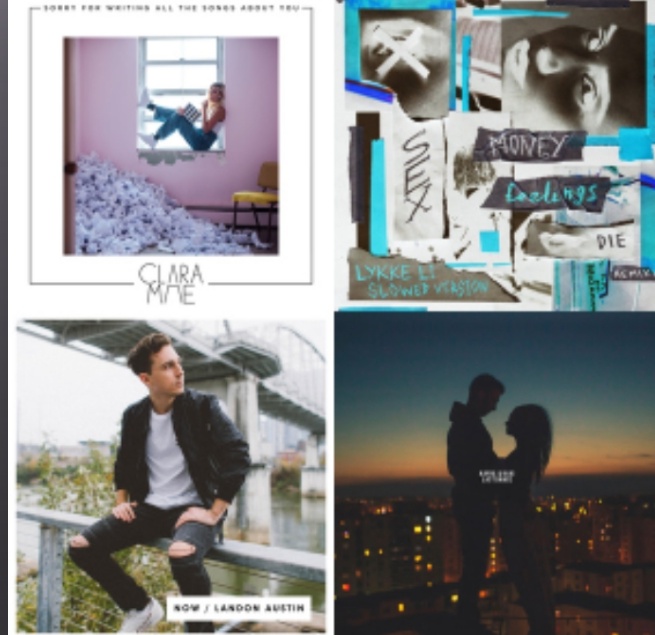 SORRY FOR WRITING ALL THE SONGS ABOUT YOU
CLARA
MAE
SEX
MONEY
feelings
DIE
LYKKE LI
SLOWED VERSION
REMIX
NOW / LANDON AUSTIN